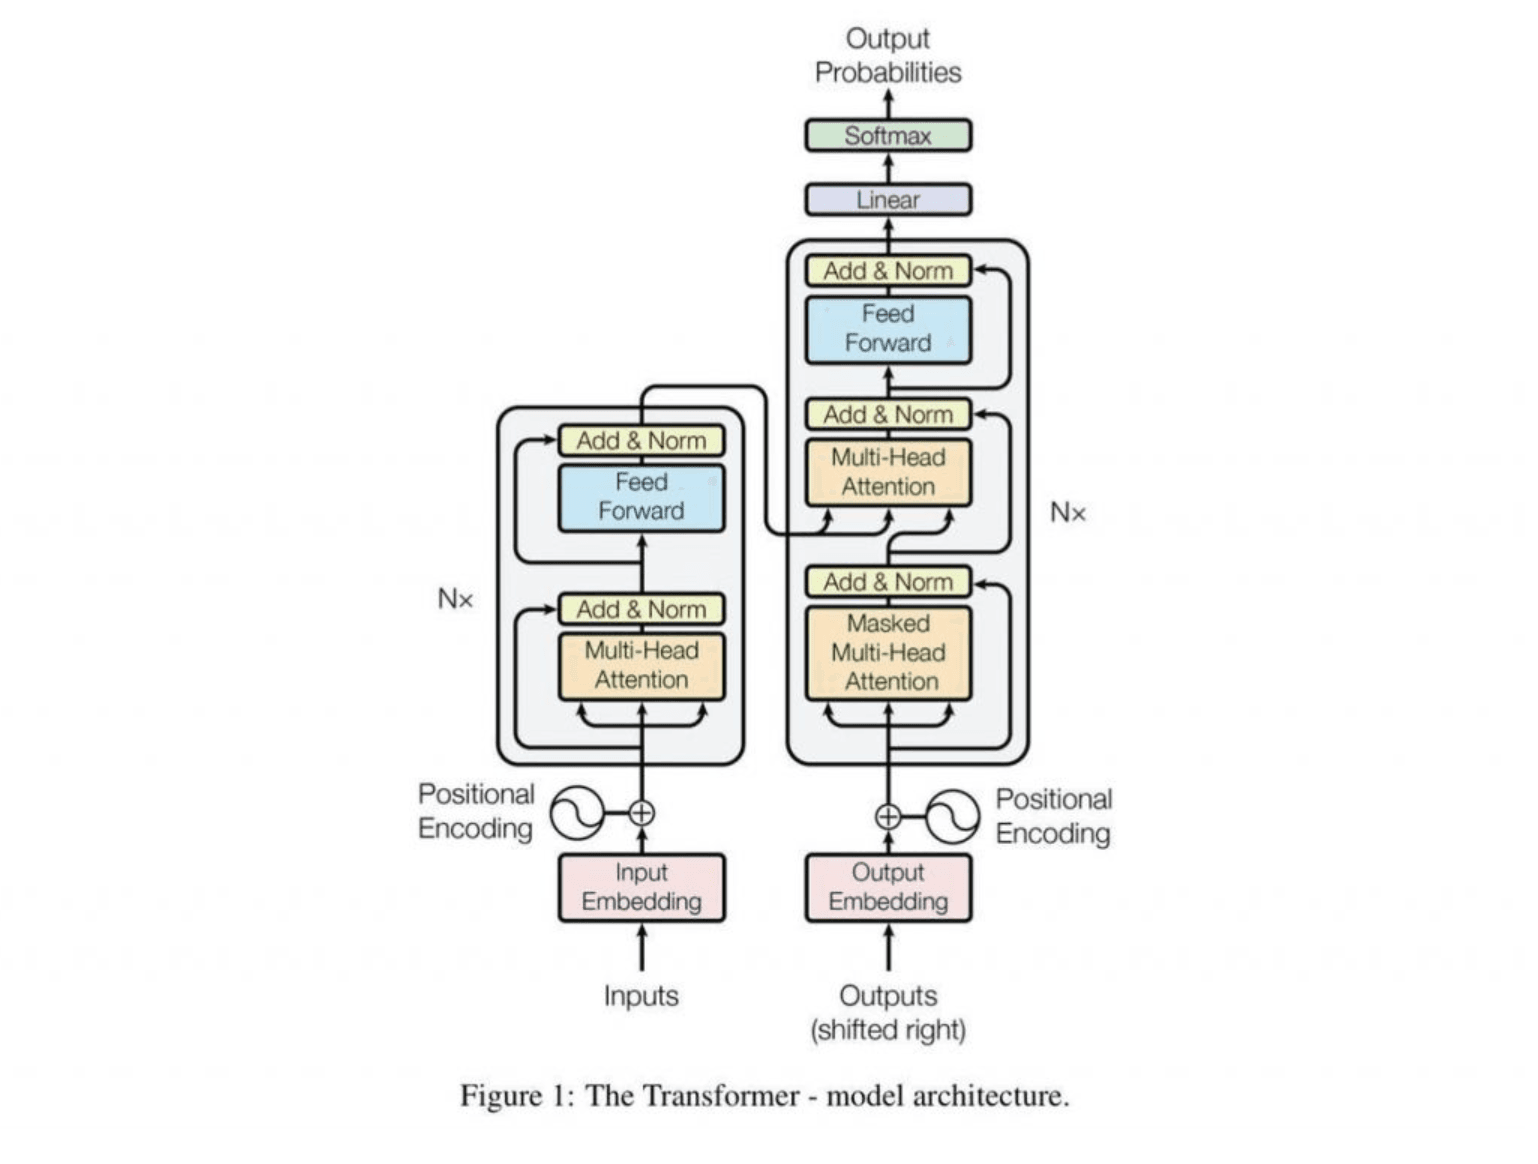 Output
Probabilities
Softmax
Linear
Add & Norm
Feed
Forward
Add & Norm
Multi-Head
Attention
Nx
Add & Norm
Masked
Multi-Head
Attention
Add & Norm
Feed
Forward
Nx
Add & Norm
Multi-Head
Attention
Positional
Encoding
Positional
Encoding
Input
Embedding
Output
Embedding
Inputs
Outputs
(shifted right)
Figure 1: The Transformer - model architecture.